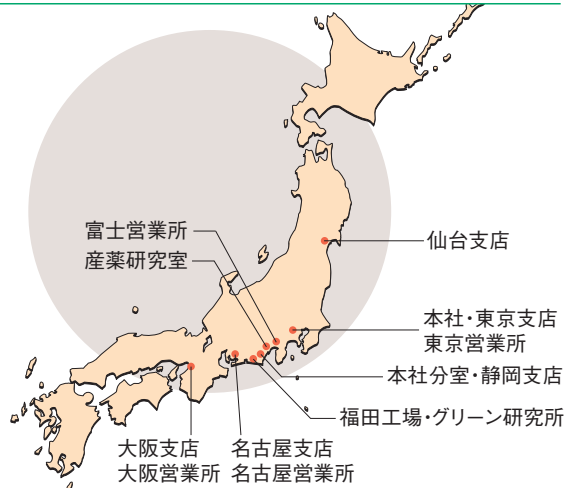 富士営業所
産薬研究室
仙台支店
本社・東京支店
東京営業所
本社分室・静岡支店
福田工場・グリーン研究所
大阪支店
大阪営業所
名古屋支店
名古屋営業所